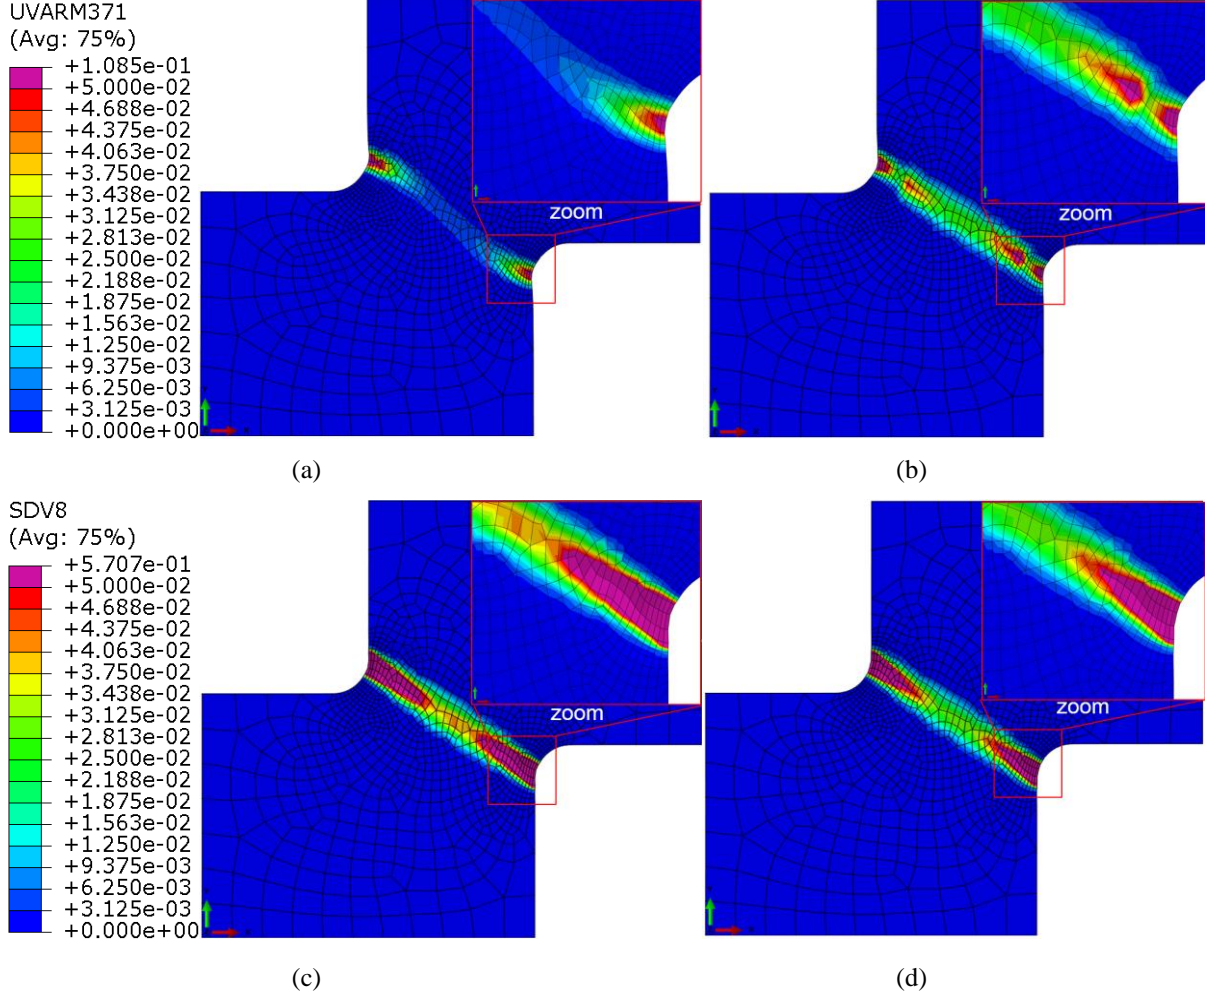 UVARM371
(Avg: 75%)
+1.085e-01
+5.000e-02
+4.688e-02
+4.375e-02
+4.063e-02
+3.750e-02
+3.438e-02
+3.125e-02
+2.813e-02
+2.500e-02
+2.188e-02
+1.875e-02
+1.563e-02
+1.250e-02
+9.375e-03
+6.250e-03
+3.125e-03
+0.000e+00
zoom
zoom
(a)
(b)
SDV8
(Avg: 75%)
+5.707e-01
+5.000e-02
+4.688e-02
+4.375e-02
+4.063e-02
+3.750e-02
+3.438e-02
+3.125e-02
+2.813e-02
+2.500e-02
+2.188e-02
+1.875e-02
+1.563e-02
+1.250e-02
+9.375e-03
+6.250e-03
+3.125e-03
+0.000e+00
zoom
zoom
(c)
(d)